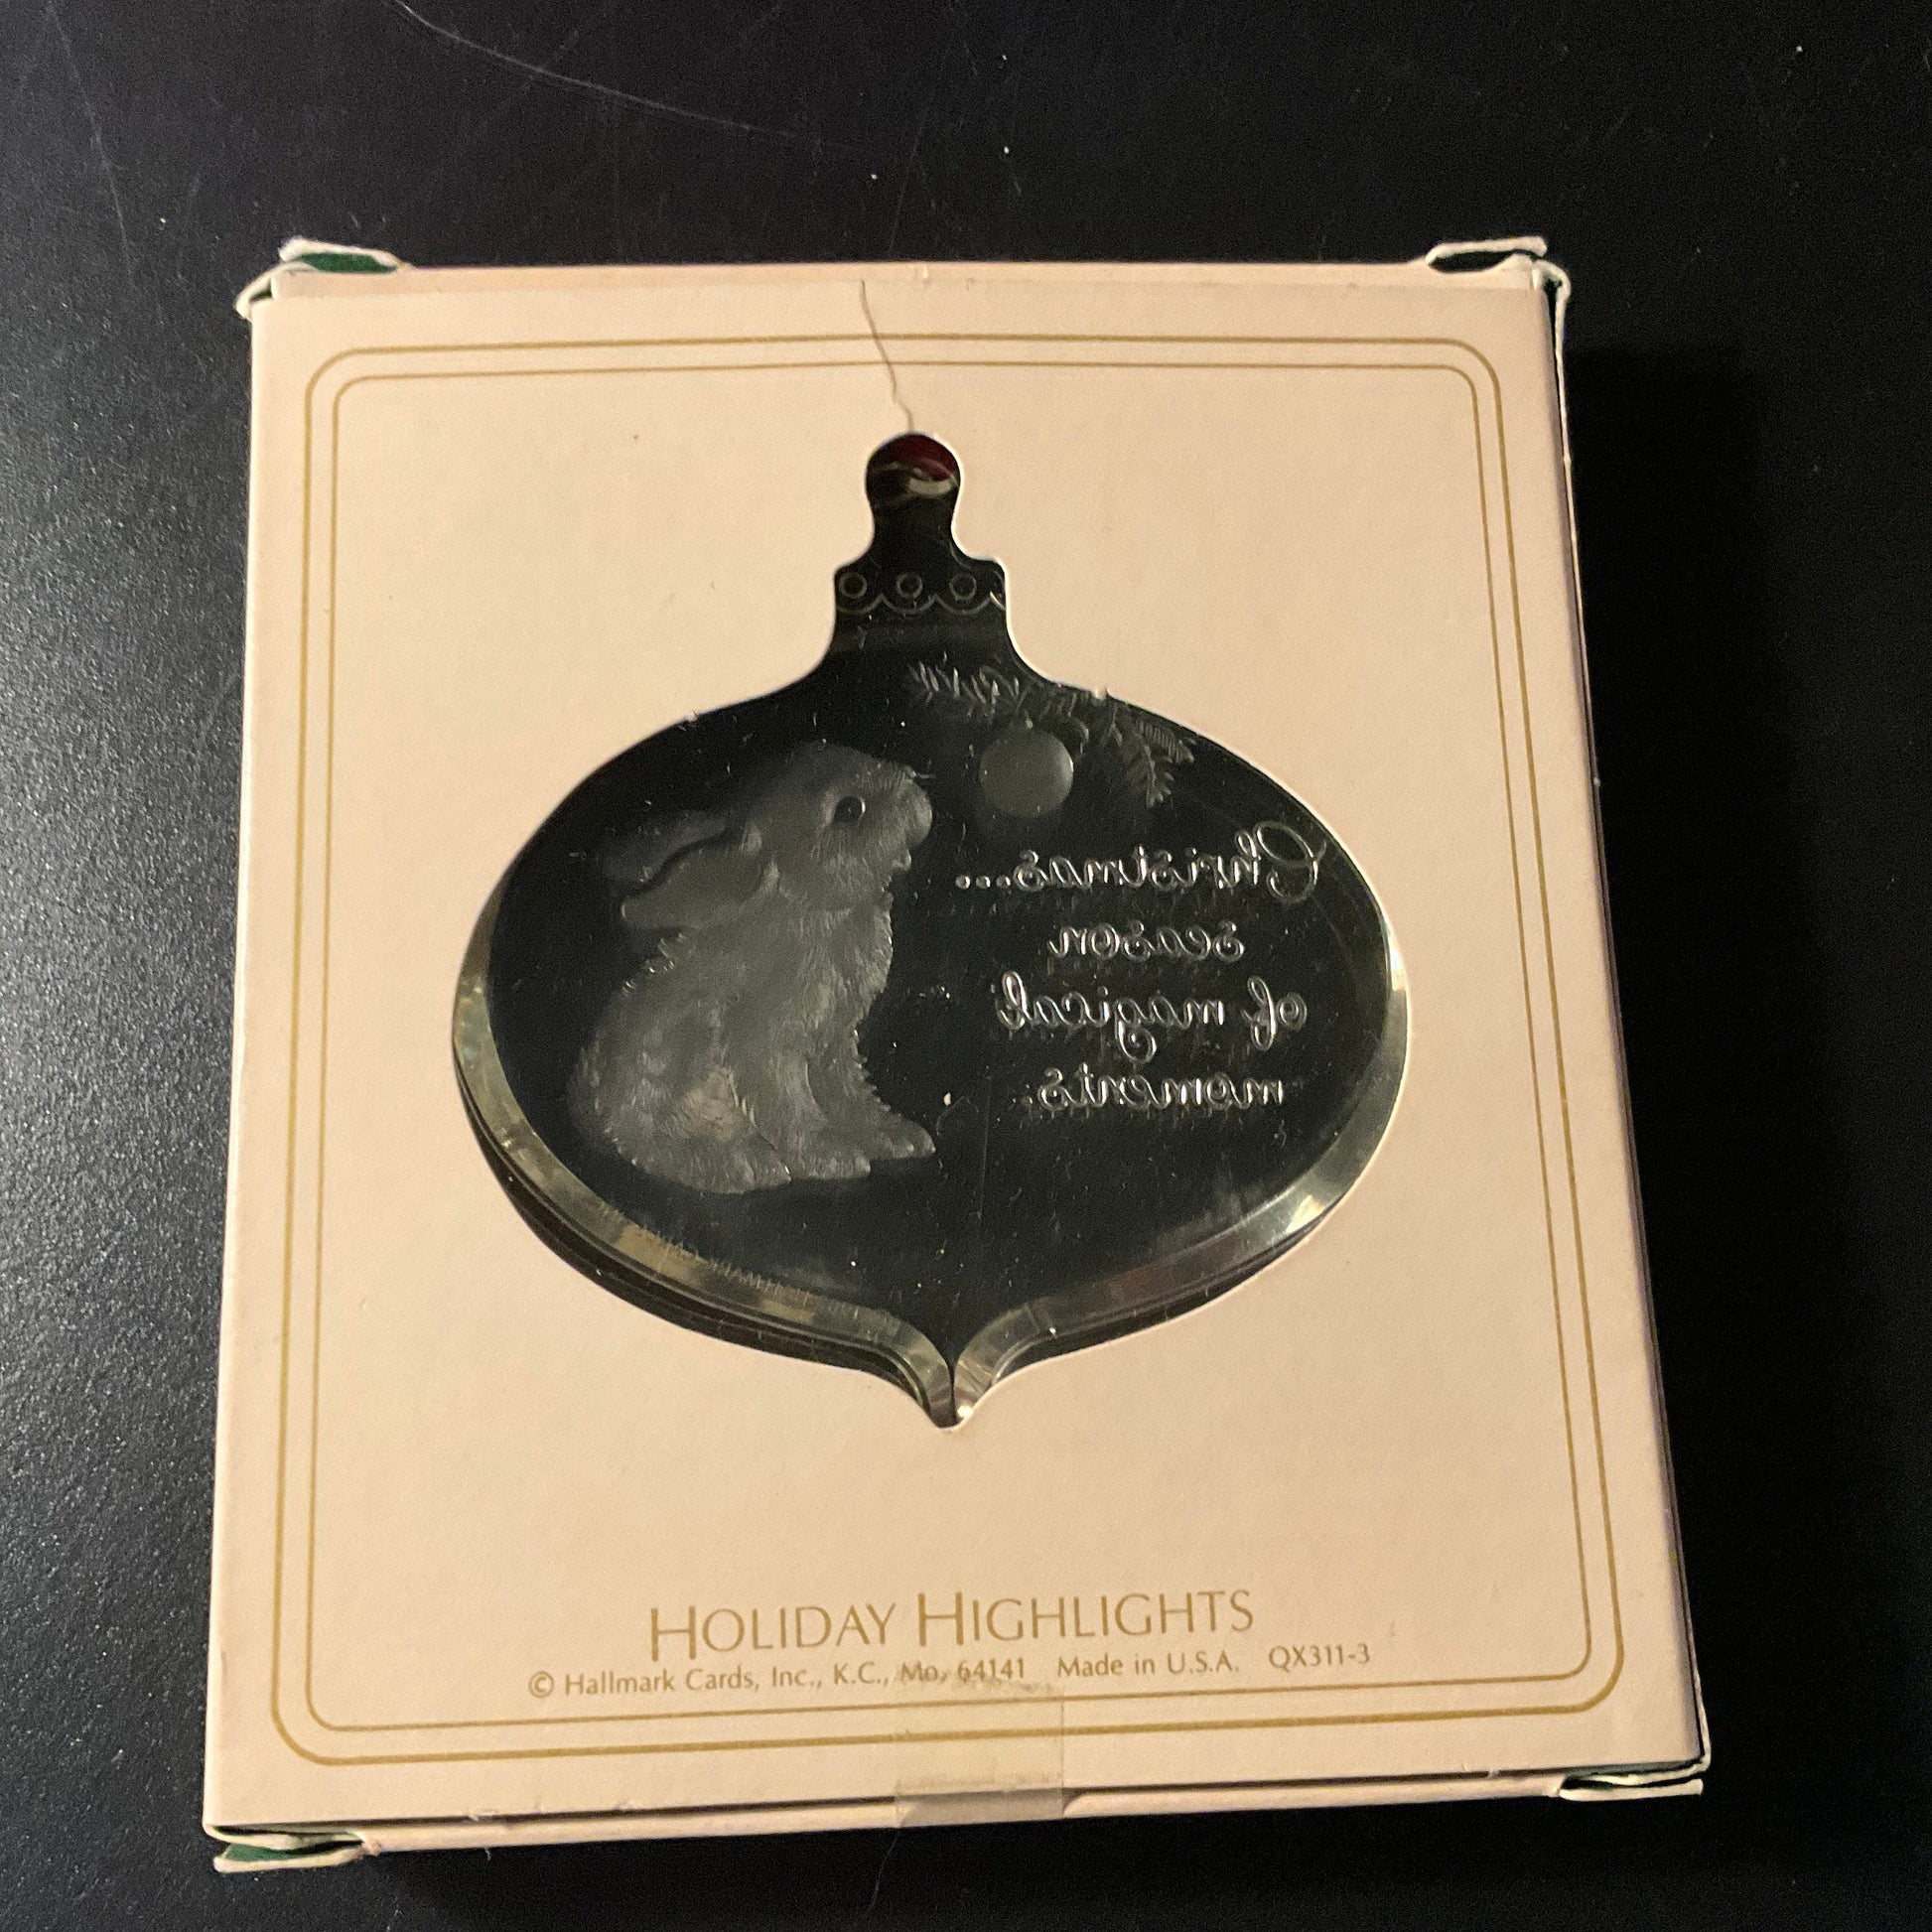 Christmas...
season
of magical
moments
HOLIDAY HIGHLIGHTS
© Hallmark Cards, Inc., K.C., Mo. 64141 Made in U.S.A. QX311-3